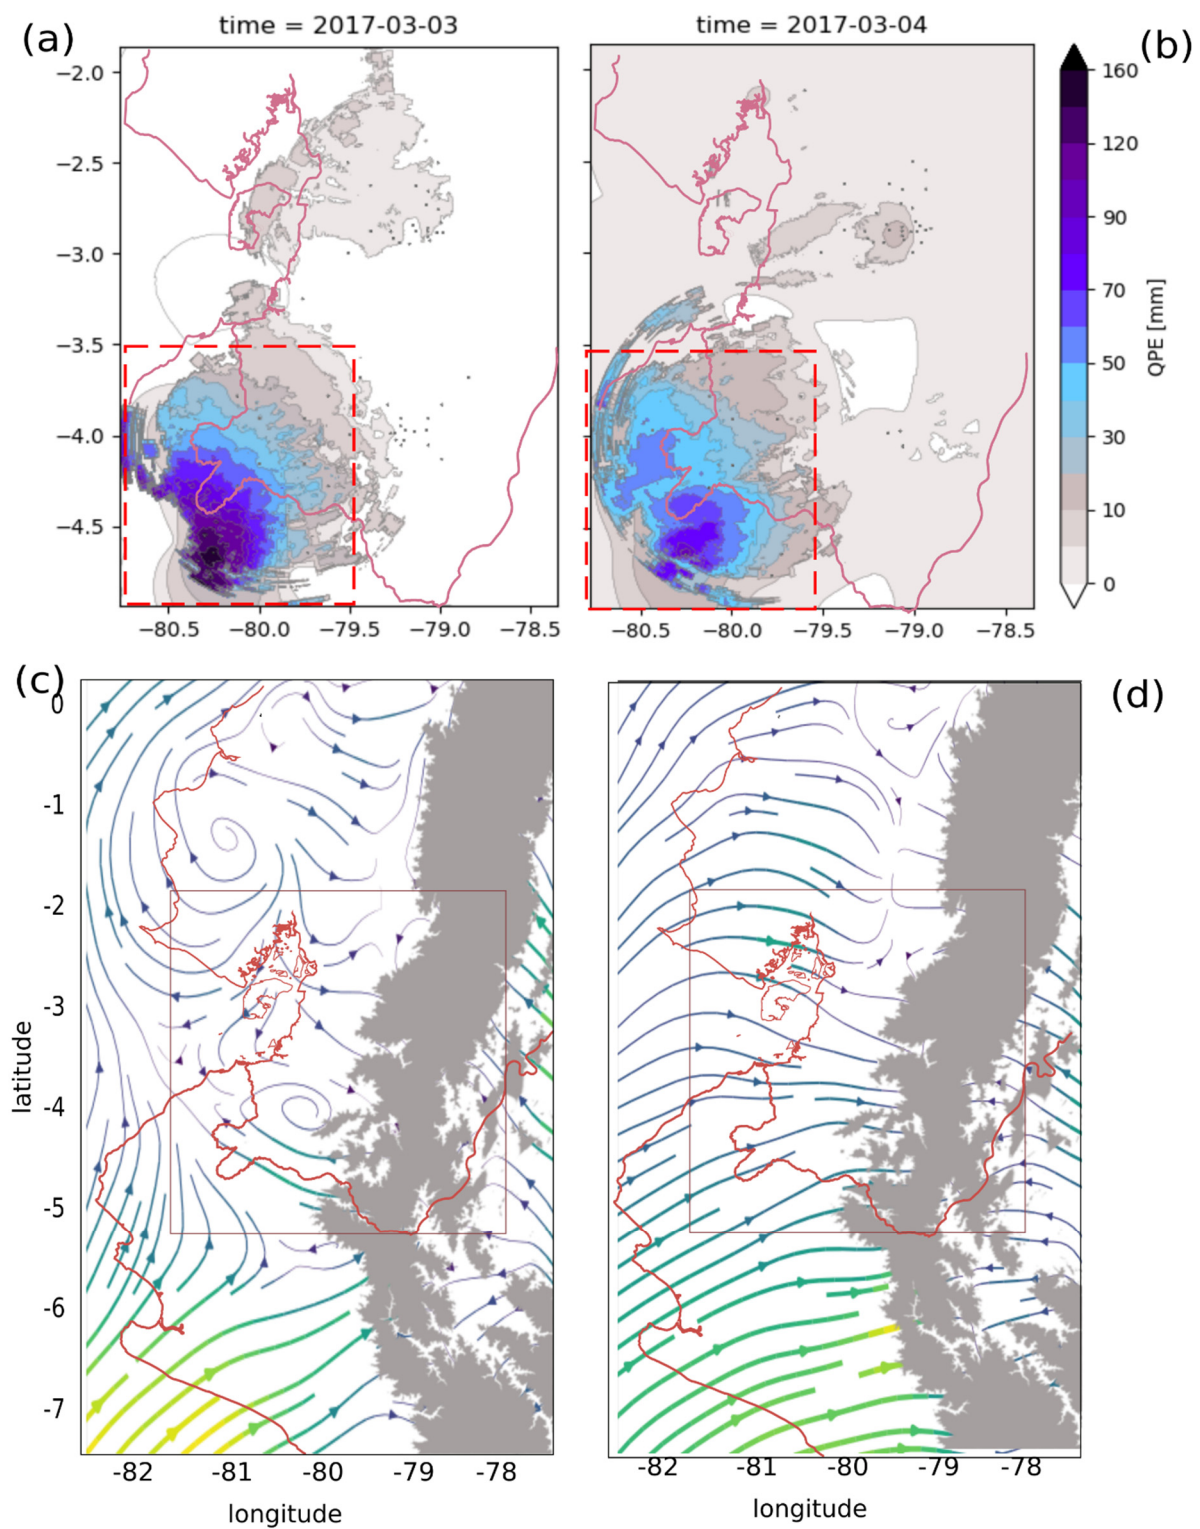 (a)
time = 2017-03-03
time = 2017-03-04
(b)
−2.0
−2.5
−3.0
−3.5
−4.0
−4.5
−80.5 −80.0 −79.5 −79.0 −78.5
−80.5 −80.0 −79.5 −79.0 −78.5
160
120
90
70
50
30
10
0
QPE [mm]
(c)
(d)
0
-1
-2
-3
-4
-5
-6
-7
latitude
-82 -81 -80 -79 -78
-82 -81 -80 -79 -78
longitude
longitude